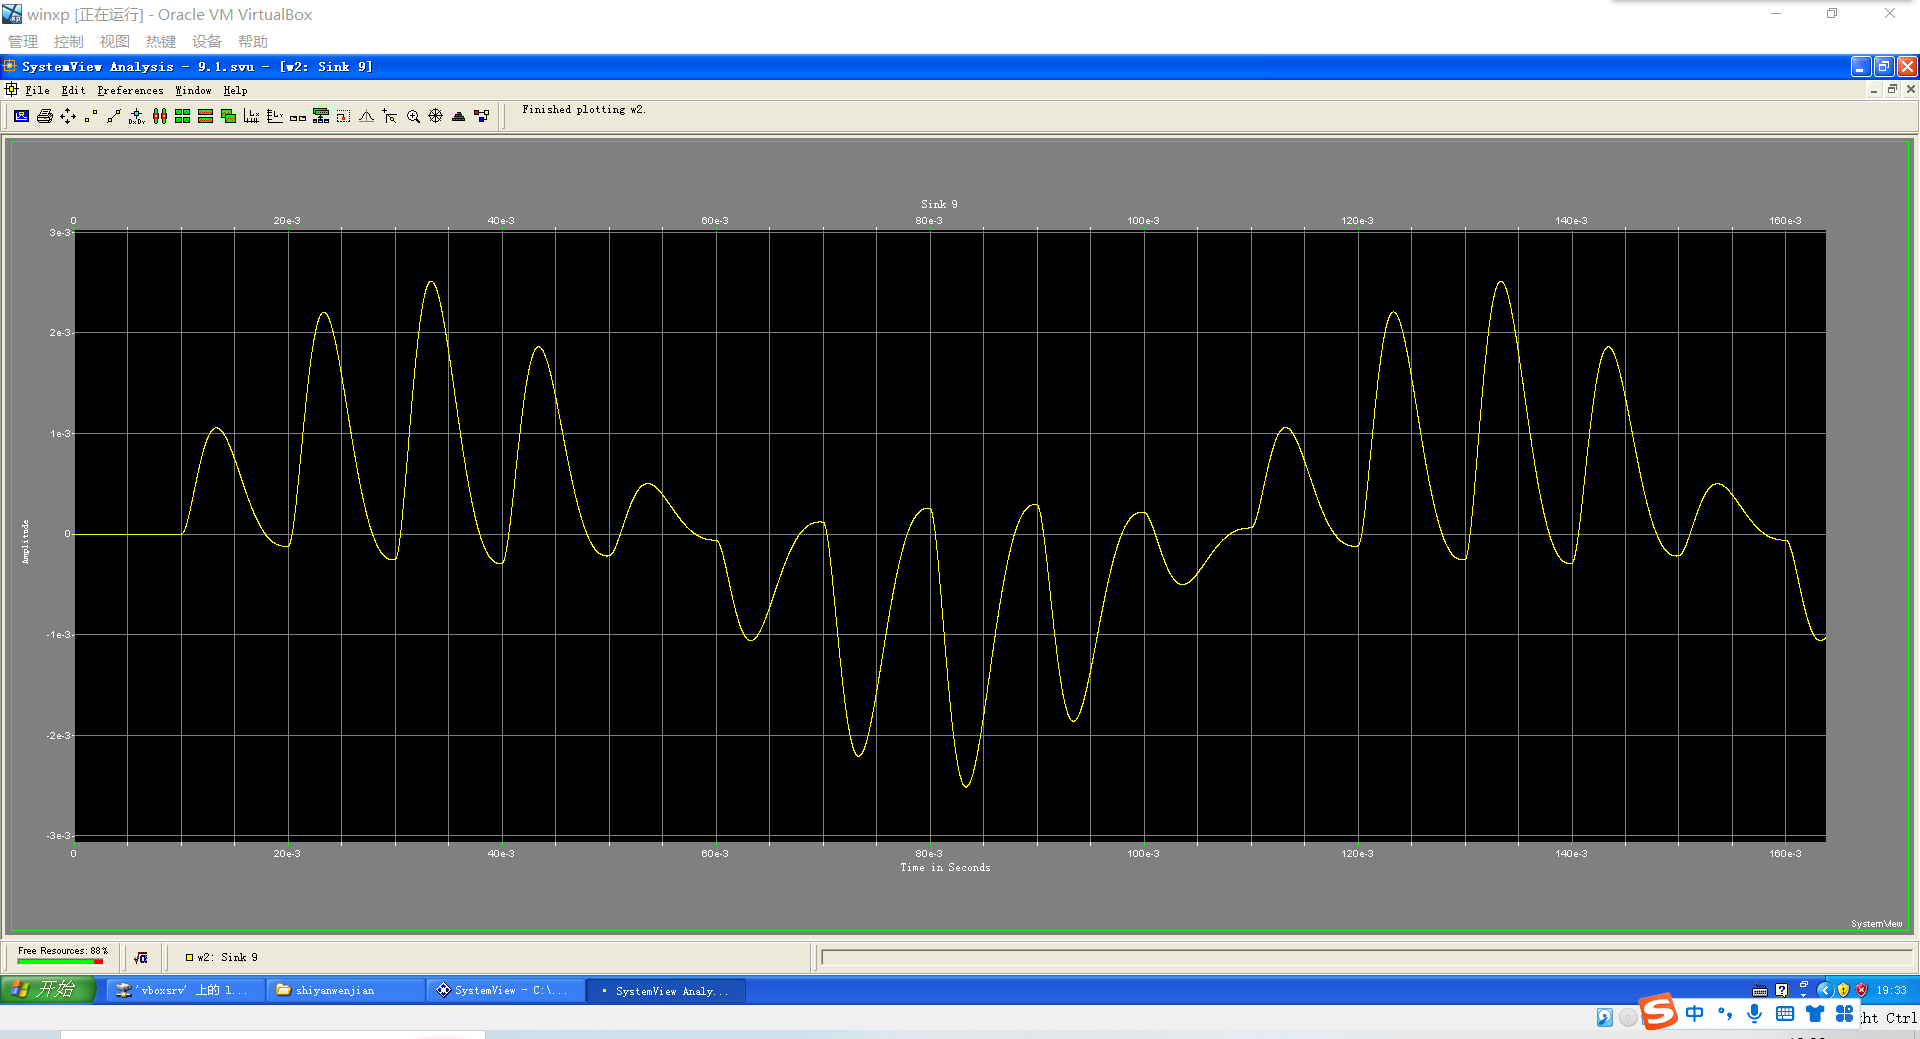 winxp [正在运行] - Oracle VM VirtualBox
管理 控制 视图 热键 设备 帮助
SystemView Analysis - 9.1.svu - [w2: Sink 9]
File Edit Preferences Window Help
Finished plotting w2.
Sink 9
0 20e-3 40e-3 60e-3 80e-3 100e-3 120e-3 140e-3 160e-3
3e-3
2e-3
1e-3
0
-1e-3
-2e-3
-3e-3
Amplitude
0 20e-3 40e-3 60e-3 80e-3 100e-3 120e-3 140e-3 160e-3
Time in Seconds
SystemView
Free Resources: 88%
w2: Sink 9
开始 'vboxsrv' 上的 l... shiyanwenjian SystemView - C:\... SystemView Analy... 19:33
中
ht Ctrl